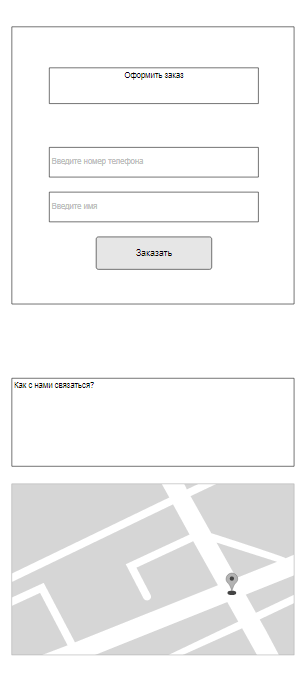 Оформить заказ
Введите номер телефона
Введите имя
Заказать
Как с нами связаться?